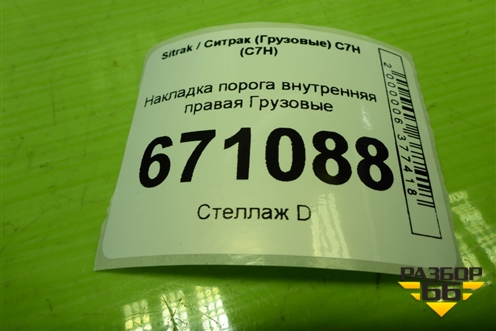 Sitrak / Ситрак (Грузовые) C7H
(C7H)
Накладка порога внутренняя
правая Грузовые
671088
Стеллаж D
2000006377418
РАЗБОР
66